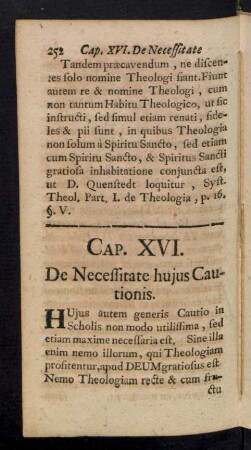 252 Cap. XVI. De Necessitate
Tandem præcavendum, ne discen-
tes solo nomine Theologi fiant. Fiunt
autem re & nomine Theologi, cum
non tantum Habitu Theologico, ut sic
instructi, sed simul etiam renati, fide-
les & pii sunt, in quibus Theologia
non solum à Spiritu Sancto, sed etiam
cum Spiritu Sancto, & Spiritus Sancti
gratiosa inhabitatione conjuncta est,
ut D. Quenstedt loquitur, Syst.
Theol. Part. I. de Theologia, p. 16.
§. V.
CAP. XVI.
De Necessitate hujus Cau-
tionis.
HUjus autem generis Cautio in
Scholis non modo utilissima, sed
etiam maxime necessaria est. Sine illa
enim nemo illorum, qui Theologiam
profitentur, apud DEUM gratiosus est
Nemo Theologiam recte & cum fru-
ctu